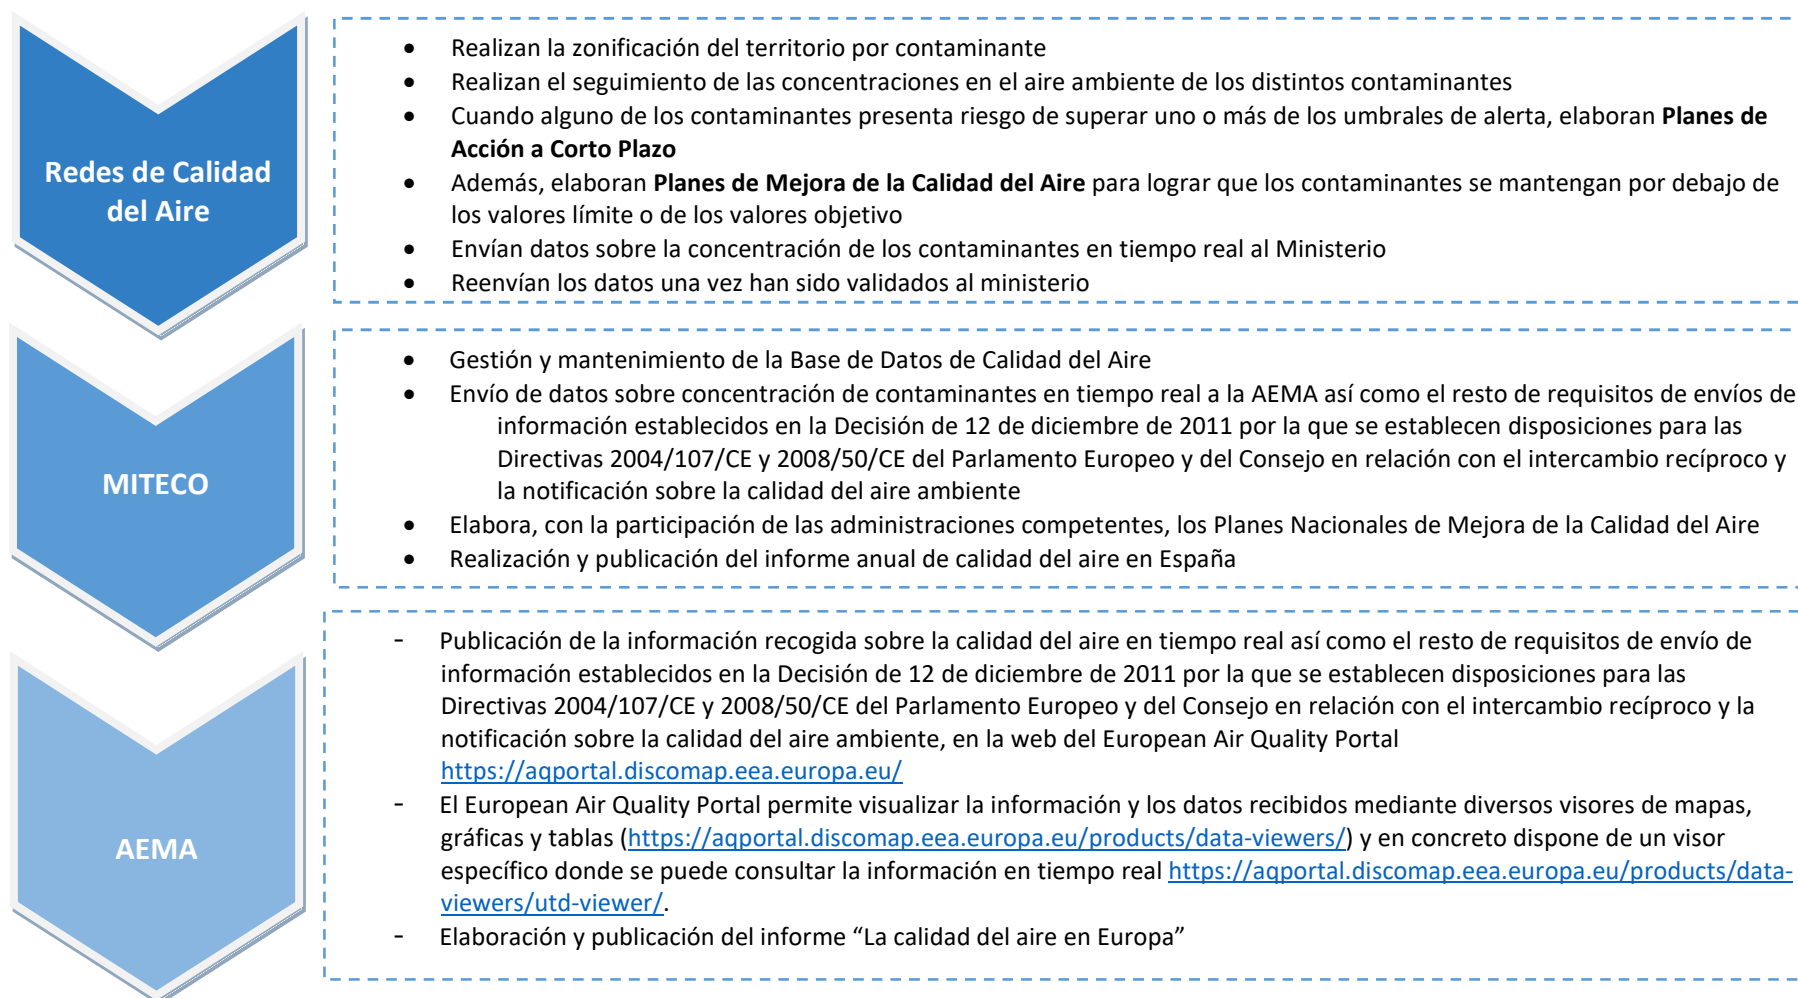 Redes de Calidad
del Aire
• Realizan la zonificación del territorio por contaminante
• Realizan el seguimiento de las concentraciones en el aire ambiente de los distintos contaminantes
• Cuando alguno de los contaminantes presenta riesgo de superar uno o más de los umbrales de alerta, elaboran Planes de
Acción a Corto Plazo
• Además, elaboran Planes de Mejora de la Calidad del Aire para lograr que los contaminantes se mantengan por debajo de
los valores límite o de los valores objetivo
• Envían datos sobre la concentración de los contaminantes en tiempo real al Ministerio
• Reenvían los datos una vez han sido validados al ministerio
MITECO
• Gestión y mantenimiento de la Base de Datos de Calidad del Aire
• Envío de datos sobre concentración de contaminantes en tiempo real a la AEMA así como el resto de requisitos de envíos de
información establecidos en la Decisión de 12 de diciembre de 2011 por la que se establecen disposiciones para las
Directivas 2004/107/CE y 2008/50/CE del Parlamento Europeo y del Consejo en relación con el intercambio recíproco y
la notificación sobre la calidad del aire ambiente
• Elabora, con la participación de las administraciones competentes, los Planes Nacionales de Mejora de la Calidad del Aire
• Realización y publicación del informe anual de calidad del aire en España
AEMA
- Publicación de la información recogida sobre la calidad del aire en tiempo real así como el resto de requisitos de envío de
información establecidos en la Decisión de 12 de diciembre de 2011 por la que se establecen disposiciones para las
Directivas 2004/107/CE y 2008/50/CE del Parlamento Europeo y del Consejo en relación con el intercambio recíproco y la
notificación sobre la calidad del aire ambiente, en la web del European Air Quality Portal
https://aqportal.discomap.eea.europa.eu/
- El European Air Quality Portal permite visualizar la información y los datos recibidos mediante diversos visores de mapas,
gráficas y tablas (https://aqportal.discomap.eea.europa.eu/products/data-viewers/) y en concreto dispone de un visor
específico donde se puede consultar la información en tiempo real https://aqportal.discomap.eea.europa.eu/products/data-
viewers/utd-viewer/.
- Elaboración y publicación del informe “La calidad del aire en Europa”